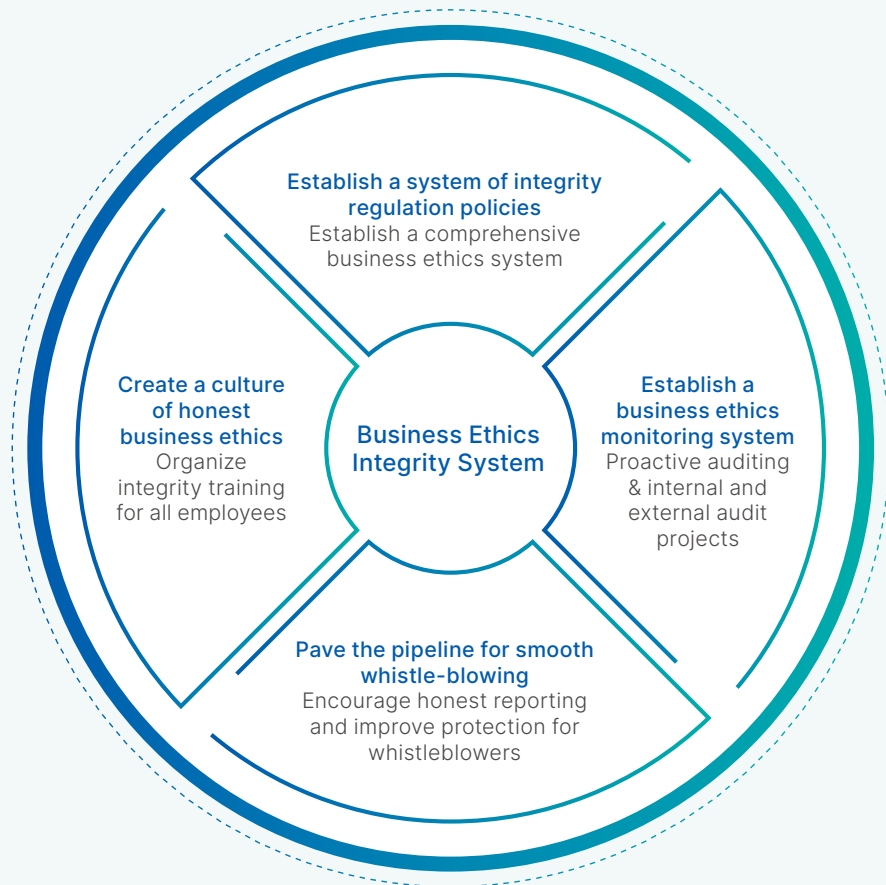 Establish a system of integrity
regulation policies
Establish a comprehensive
business ethics system
Create a culture
of honest
business ethics
Organize
integrity training
for all employees
Business Ethics
Integrity System
Establish a
business ethics
monitoring system
Proactive auditing
& internal and
external audit
projects
Pave the pipeline for smooth
whistle-blowing
Encourage honest reporting
and improve protection for
whistleblowers